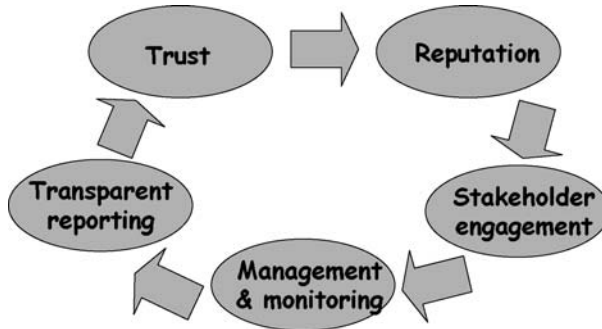 Trust
Reputation
Stakeholder
engagement
Management
& monitoring
Transparent
reporting